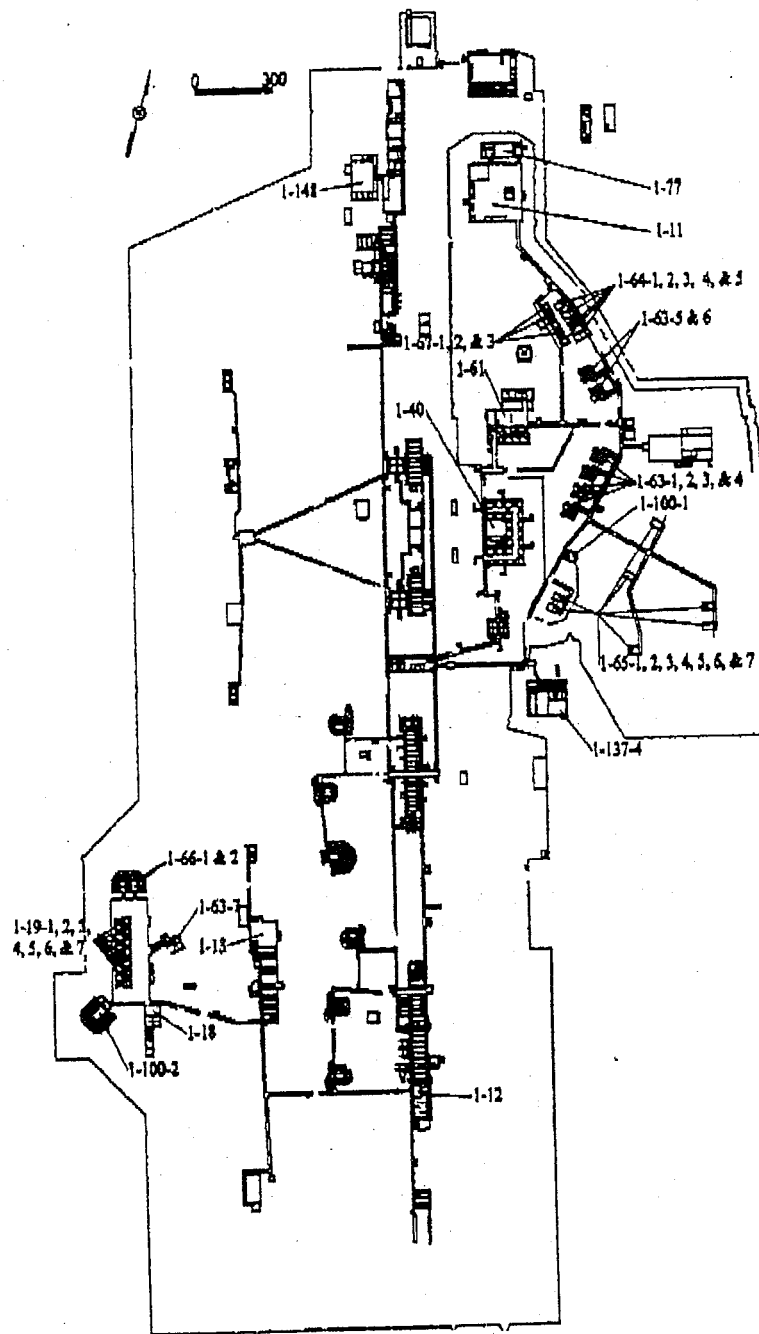 0 300
1-148
1-77
1-11
1-64-1, 2, 3, 4, & 5
1-67-1, 2, & 3
1-63-5 & 6
1-61
1-40
1-63-1, 2, 3, & 4
1-100-1
1-65-1, 2, 3, 4, 5, 6, & 7
1-137-4
1-66-1 & 2
1-63-7
1-19-1, 2, 3,
4, 5, 6, & 7
1-15
1-18
1-100-2
1-12